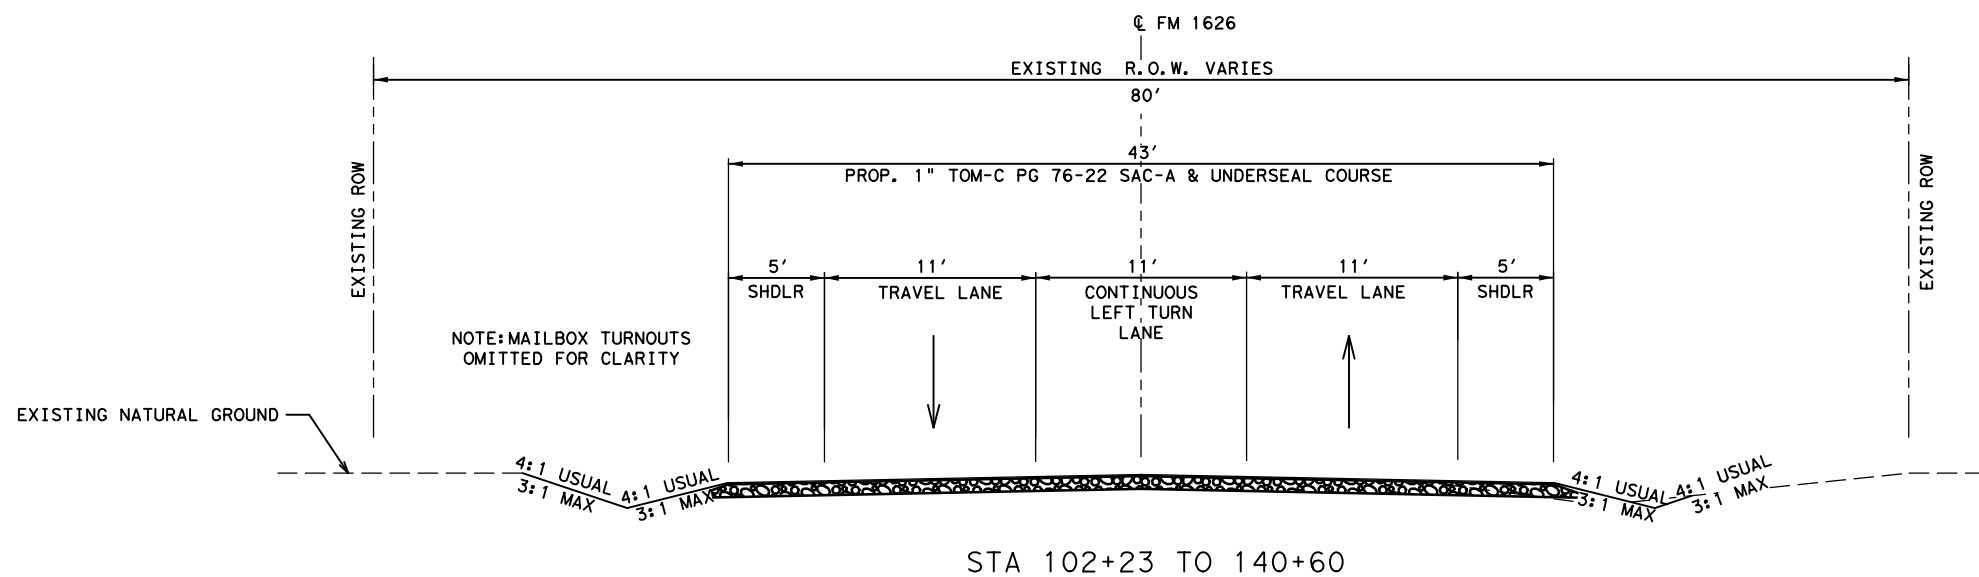 ℄ FM 1626
EXISTING R.O.W. VARIES
80'
43'
PROP. 1" TOM-C PG 76-22 SAC-A & UNDERSEAL COURSE
EXISTING ROW
EXISTING ROW
5'
11'
11'
11'
5'
SHDLR
TRAVEL LANE
CONTINUOUS
LEFT TURN
LANE
TRAVEL LANE
SHDLR
NOTE:MAILBOX TURNOUTS
OMITTED FOR CLARITY
EXISTING NATURAL GROUND
4:1 USUAL
3:1 MAX
4:1 USUAL
3:1 MAX
4:1 USUAL
3:1 MAX
4:1 USUAL
3:1 MAX
STA 102+23 TO 140+60